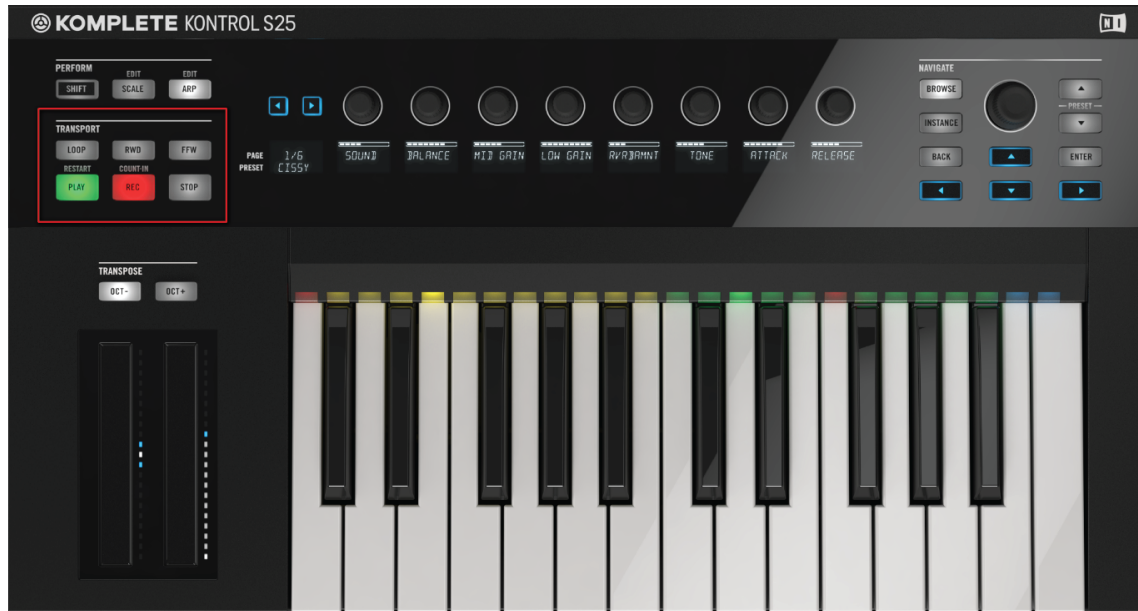 KOMPLETE KONTROL S25
NI
PERFORM
EDIT EDIT
SHIFT SCALE ARP
TRANSPORT
LOOP RWD FFW
RESTART COUNT-IN
PLAY REC STOP
PAGE 1/6
PRESET CISSY
SOUND BALANCE MID GAIN LOW GAIN RVRBAMNT TONE ATTACK RELEASE
NAVIGATE
BROWSE
PRESET
INSTANCE
BACK ENTER
TRANSPOSE
OCT- OCT+